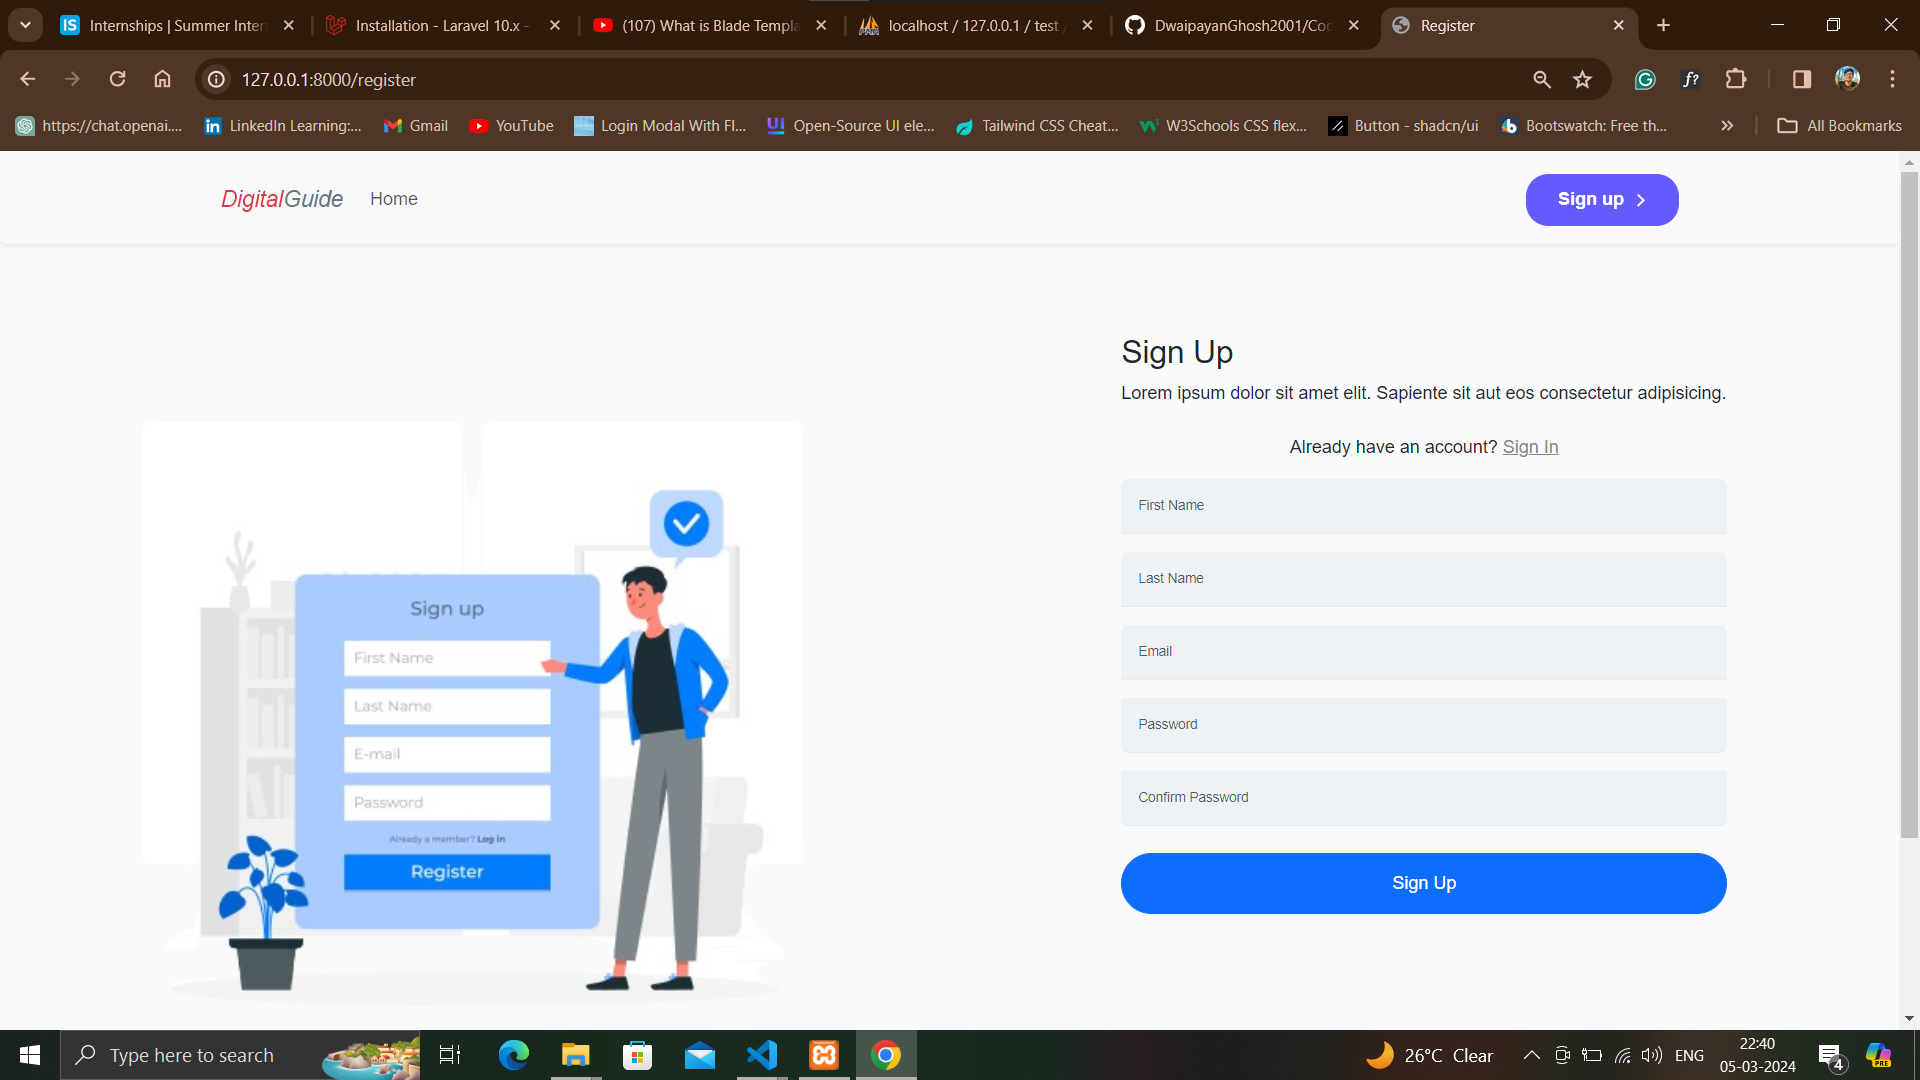 Internships | Summer Inter
Installation - Laravel 10.x -
(107) What is Blade Templa
localhost / 127.0.0.1 / test /
DwaipayanGhosh2001/Coc
Register
127.0.0.1:8000/register
https://chat.openai....
LinkedIn Learning:...
Gmail
YouTube
Login Modal With Fl...
Open-Source UI ele...
Tailwind CSS Cheat...
W3Schools CSS flex...
Button - shadcn/ui
Bootswatch: Free th...
All Bookmarks
DigitalGuide
Home
Sign up
Sign Up
Lorem ipsum dolor sit amet elit. Sapiente sit aut eos consectetur adipisicing.
Already have an account? Sign In
First Name
Last Name
Email
Password
Confirm Password
Sign Up
Sign up
First Name
Last Name
E-mail
Password
Already a member? Log in
Register
Type here to search
26°C Clear
ENG
22:40
05-03-2024
4
PRE